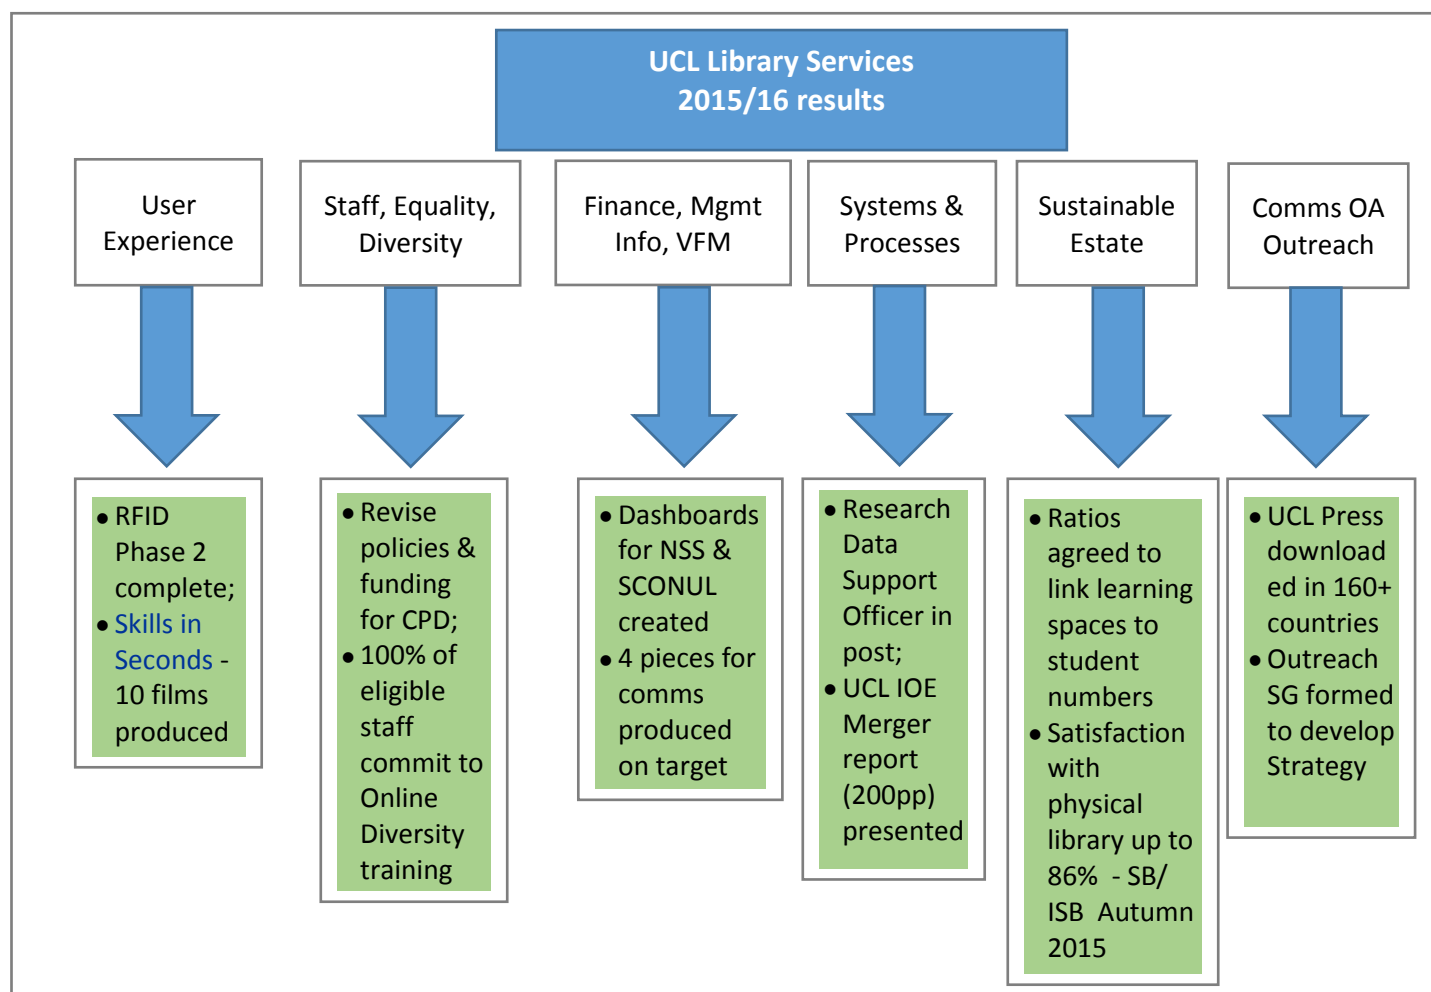 UCL Library Services
2015/16 results
User
Experience
Staff, Equality,
Diversity
Finance, Mgmt
Info, VFM
Systems &
Processes
Sustainable
Estate
Comms OA
Outreach
• RFID
Phase 2
complete;
• Skills in
Seconds -
10 films
produced
• Revise
policies &
funding
for CPD;
• 100% of
eligible
staff
commit to
Online
Diversity
training
• Dashboards
for NSS &
SCONUL
created
• 4 pieces for
comms
produced
on target
• Research
Data
Support
Officer in
post;
• UCL IOE
Merger
report
(200pp)
presented
• Ratios
agreed to
link learning
spaces to
student
numbers
• Satisfaction
with
physical
library up to
86% - SB/
ISB Autumn
2015
• UCL Press
download
ed in 160+
countries
• Outreach
SG formed
to develop
Strategy